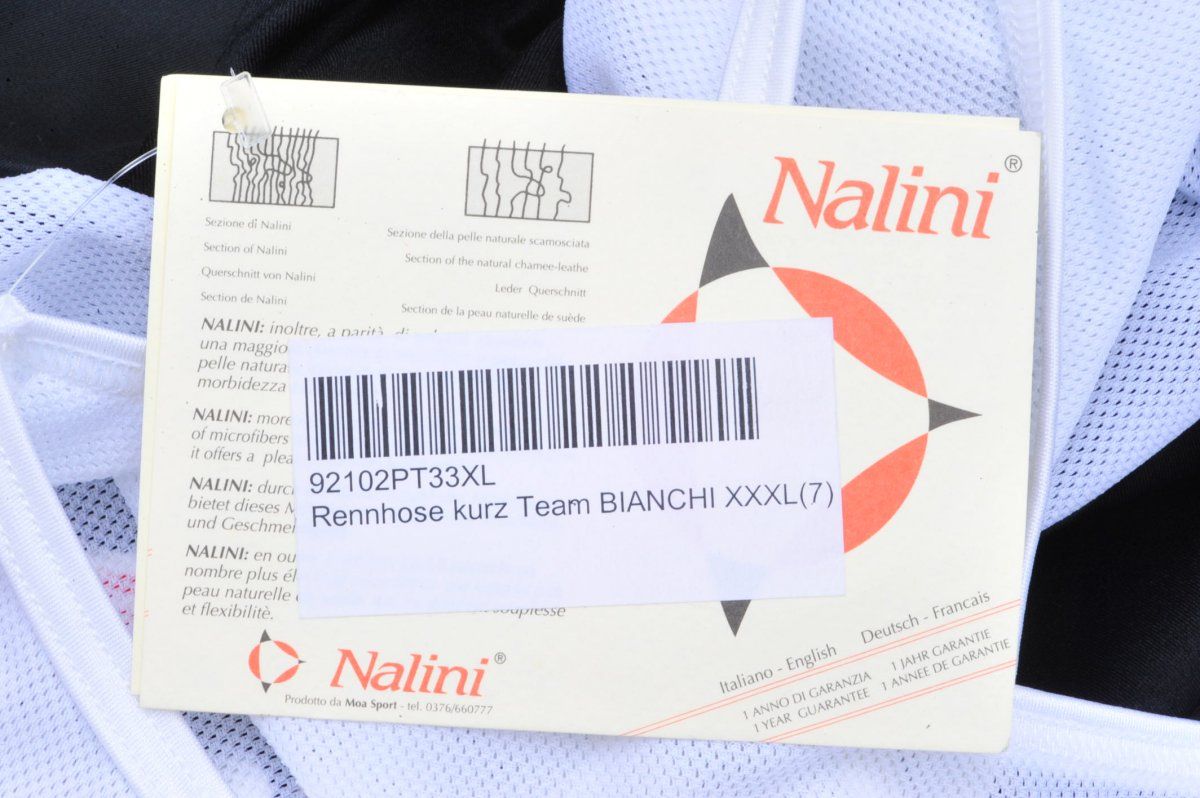 Nalini®
Sezione di Nalini
Section of Nalini
Querschnitt von Nalini
Section de Nalini
Sezione della pelle naturale scamosciata
Section of the natural chamee-leathe
Leder Querschnitt
Section de la peau naturelle de suède
NALINI: inoltre, a parità
una maggio
pelle natura
morbidezza
NALINI: more
of microfibers
it offers a plea
NALINI: durc
bietet dieses M
und Geschmei
NALINI: en ou
nombre plus él
peau naturelle
souplesse
et flexibilité.
92102PT33XL
Rennhose kurz Team BIANCHI XXXL(7)
Nalini®
Prodotto da Moa Sport - tel. 0376/660777
Italiano - English Deutsch - Francais
1 ANNO DI GARANZIA 1 JAHR GARANTIE
1 YEAR GUARANTEE 1 ANNEE DE GARANTIE